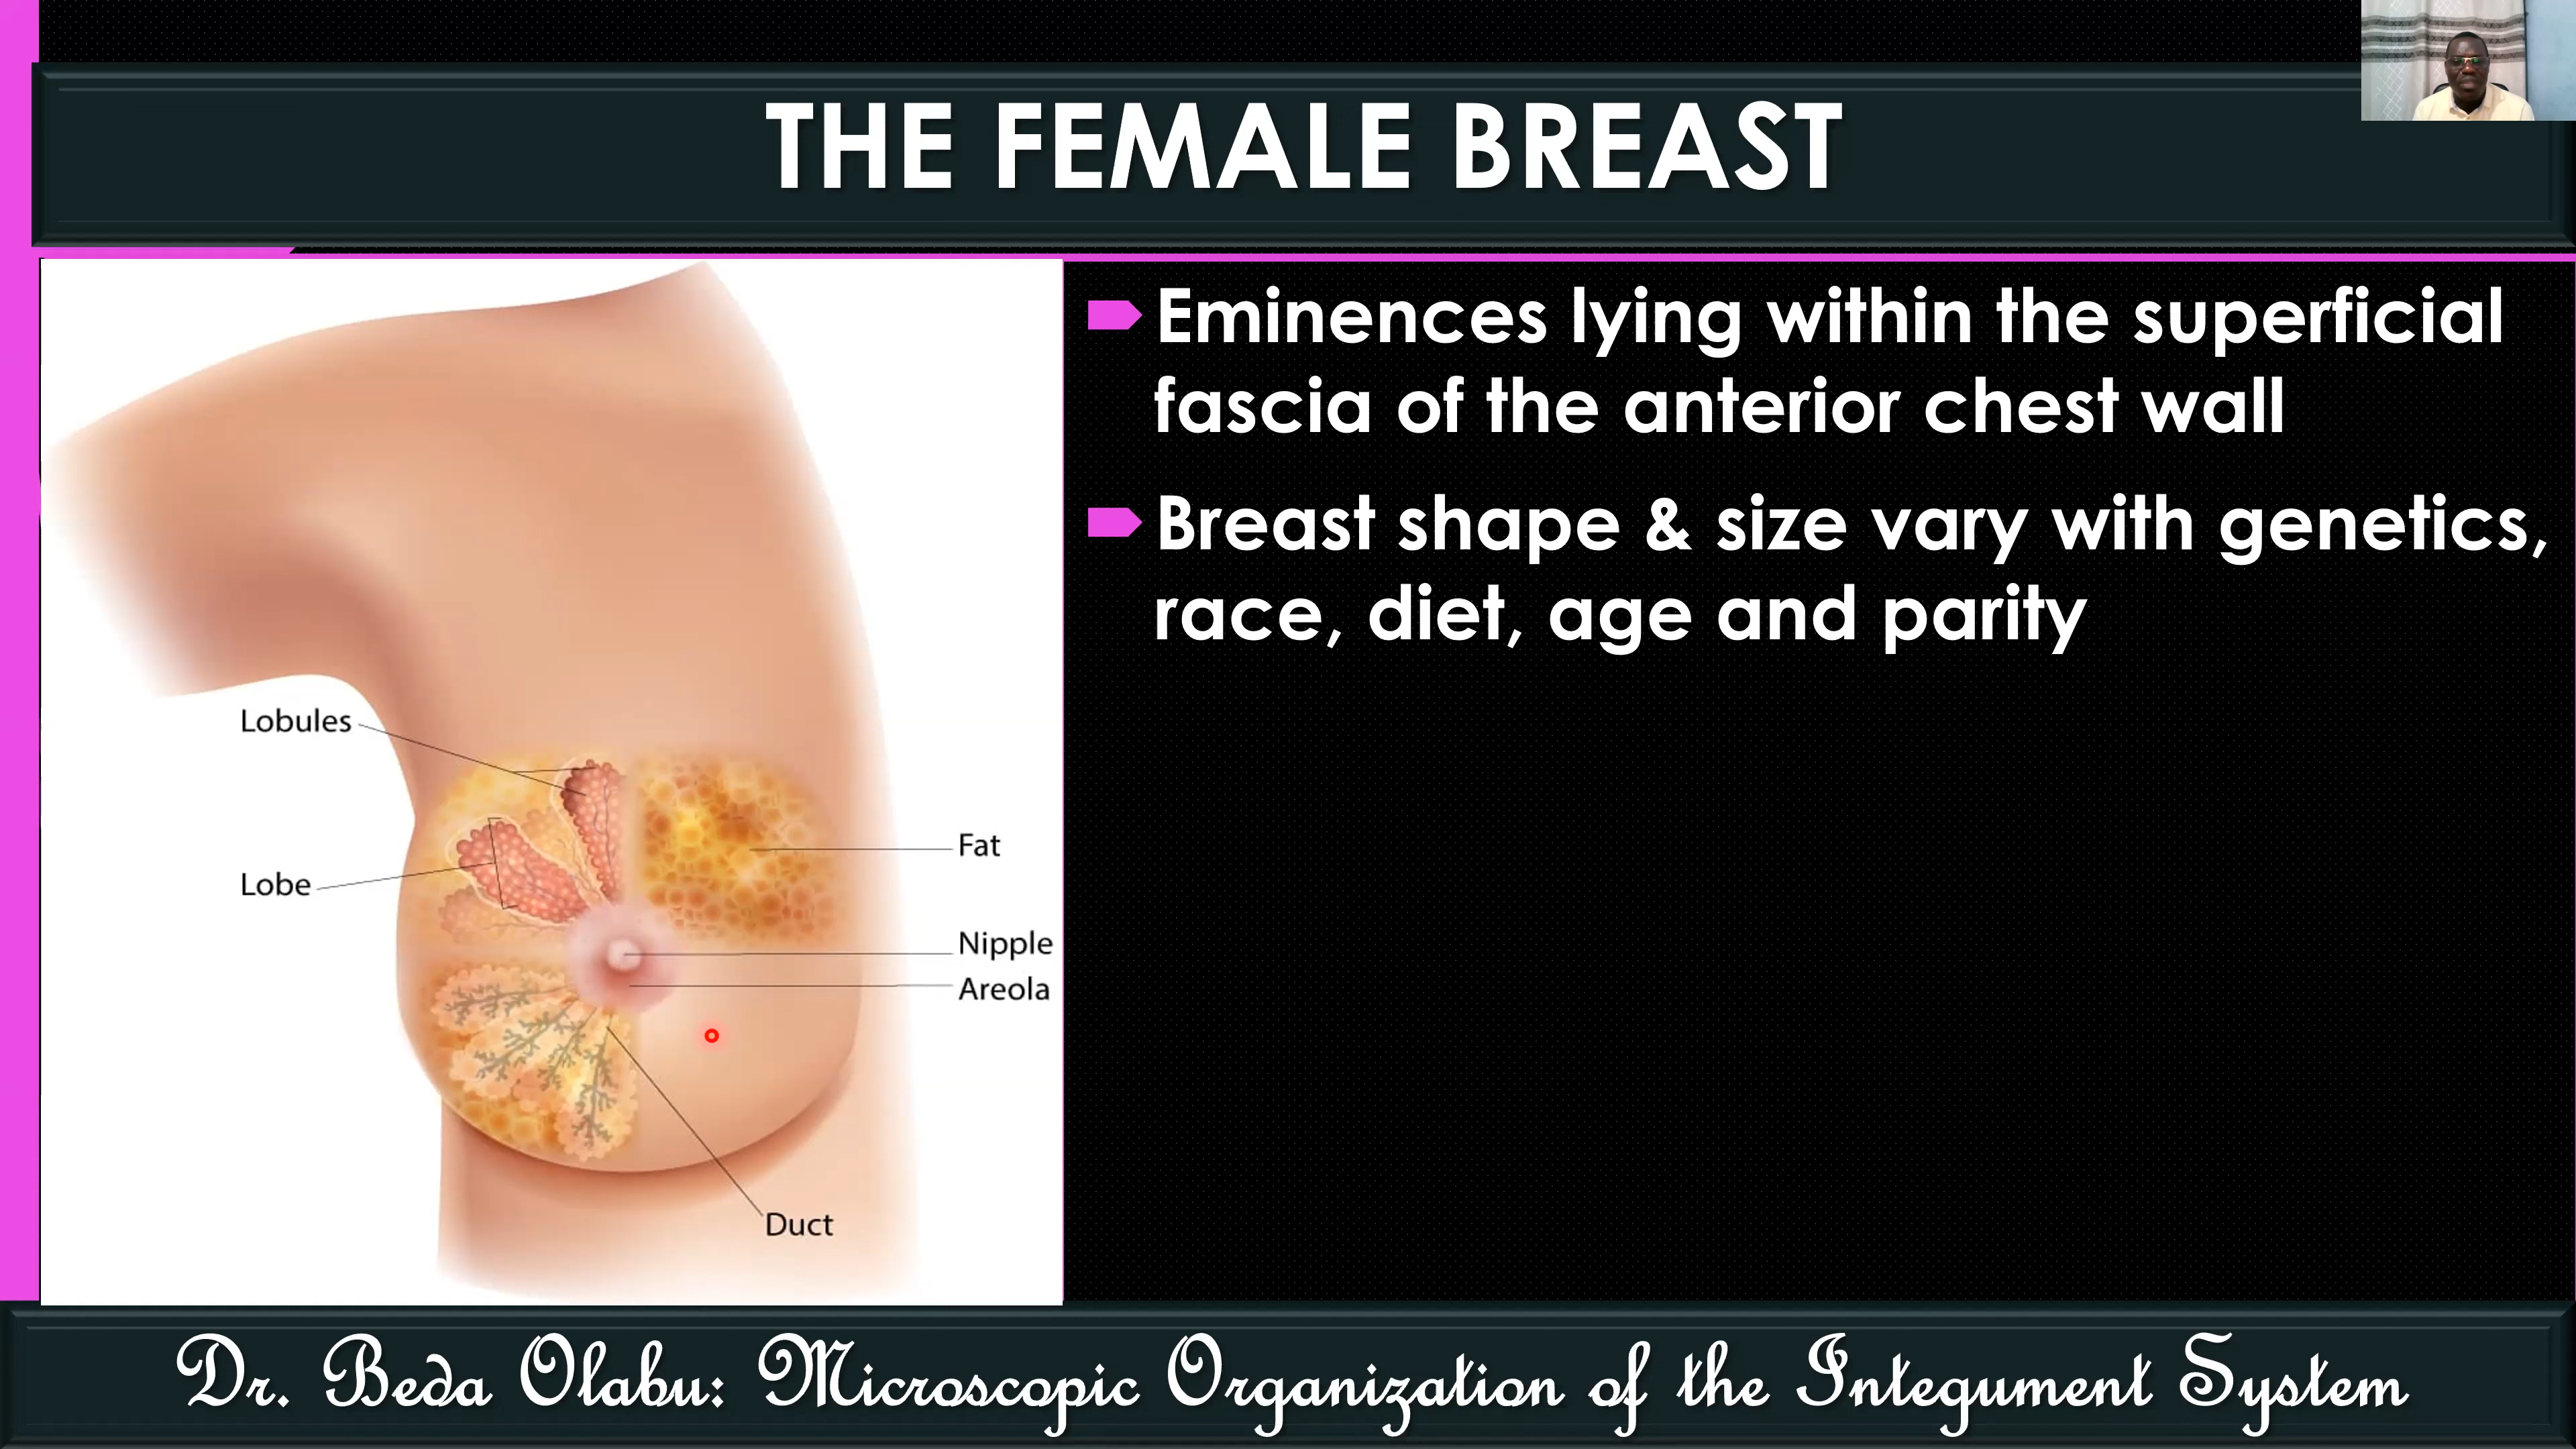 THE FEMALE BREAST
Eminences lying within the superficial
fascia of the anterior chest wall
Breast shape & size vary with genetics,
race, diet, age and parity
Lobules
Lobe
Fat
Nipple
Areola
Duct
Dr. Beda Olabu: Microscopic Organization of the Integument System